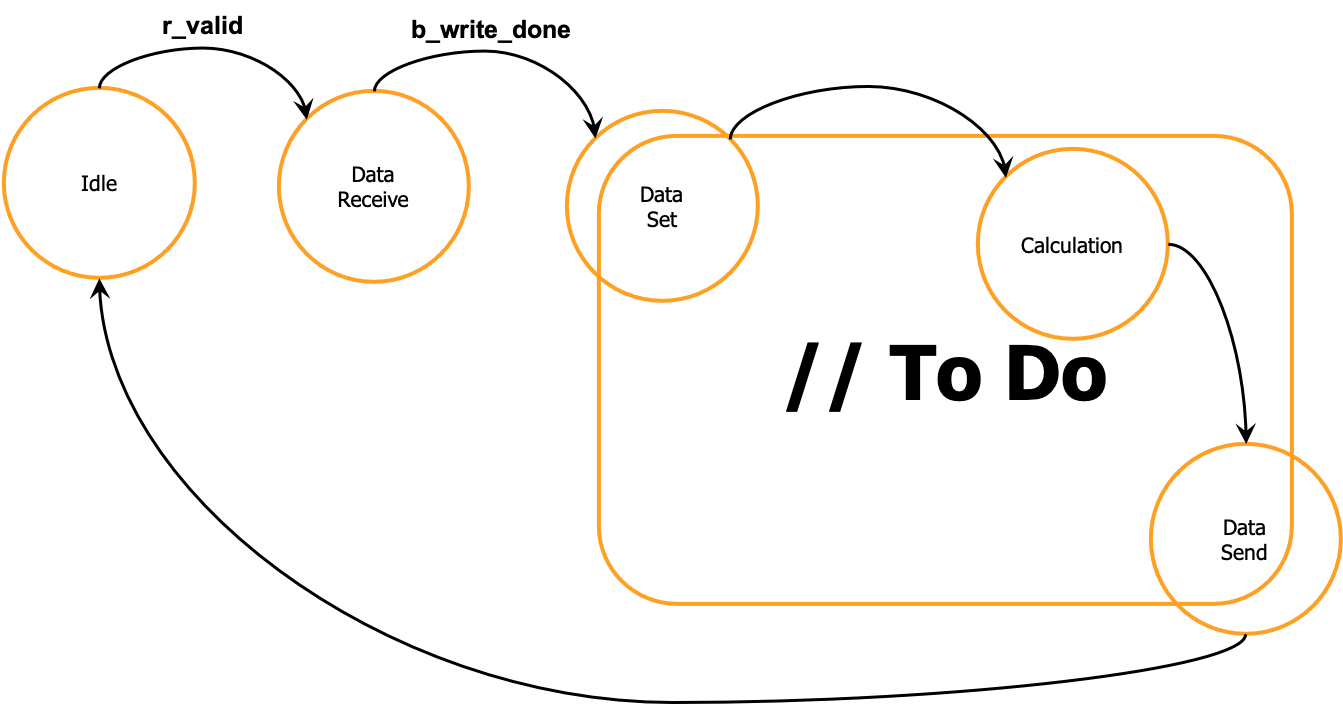 r_valid
b_write_done
Idle
Data
Receive
Data
Set
Calculation
// To Do
Data
Send